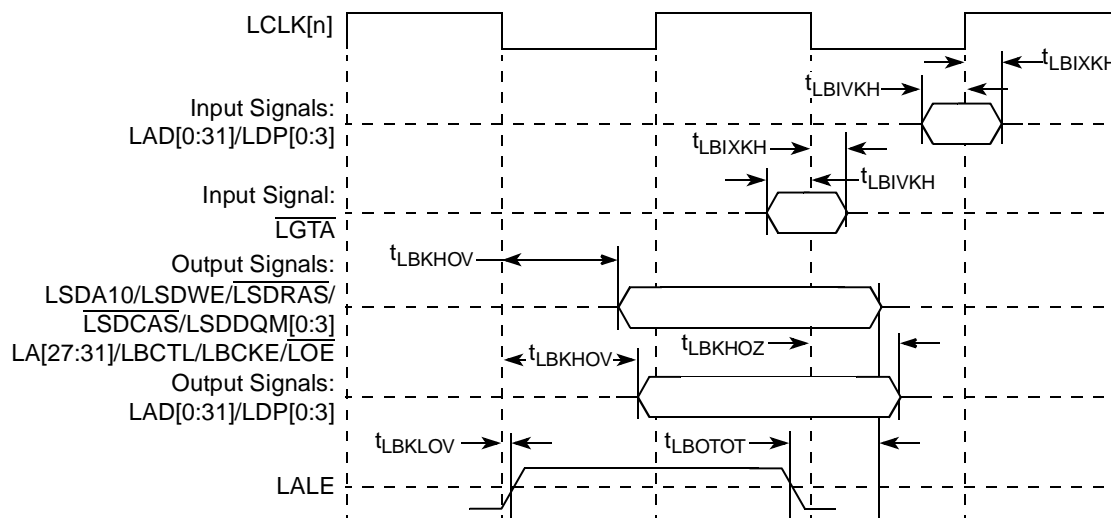 LCLK[n]
tLBIXKH
tLBIVKH
Input Signals:
LAD[0:31]/LDP[0:3]
tLBIXKH
tLBIVKH
Input Signal:
LGTA
tLBKHOV
Output Signals:
LSDA10/LSDWE/LSDRAS/
LSDCAS/LSDDQM[0:3]
LA[27:31]/LBCTL/LBCKE/LOE
tLBKHOZ
tLBKHOV
Output Signals:
LAD[0:31]/LDP[0:3]
tLBKLOV
tLBOTOT
LALE